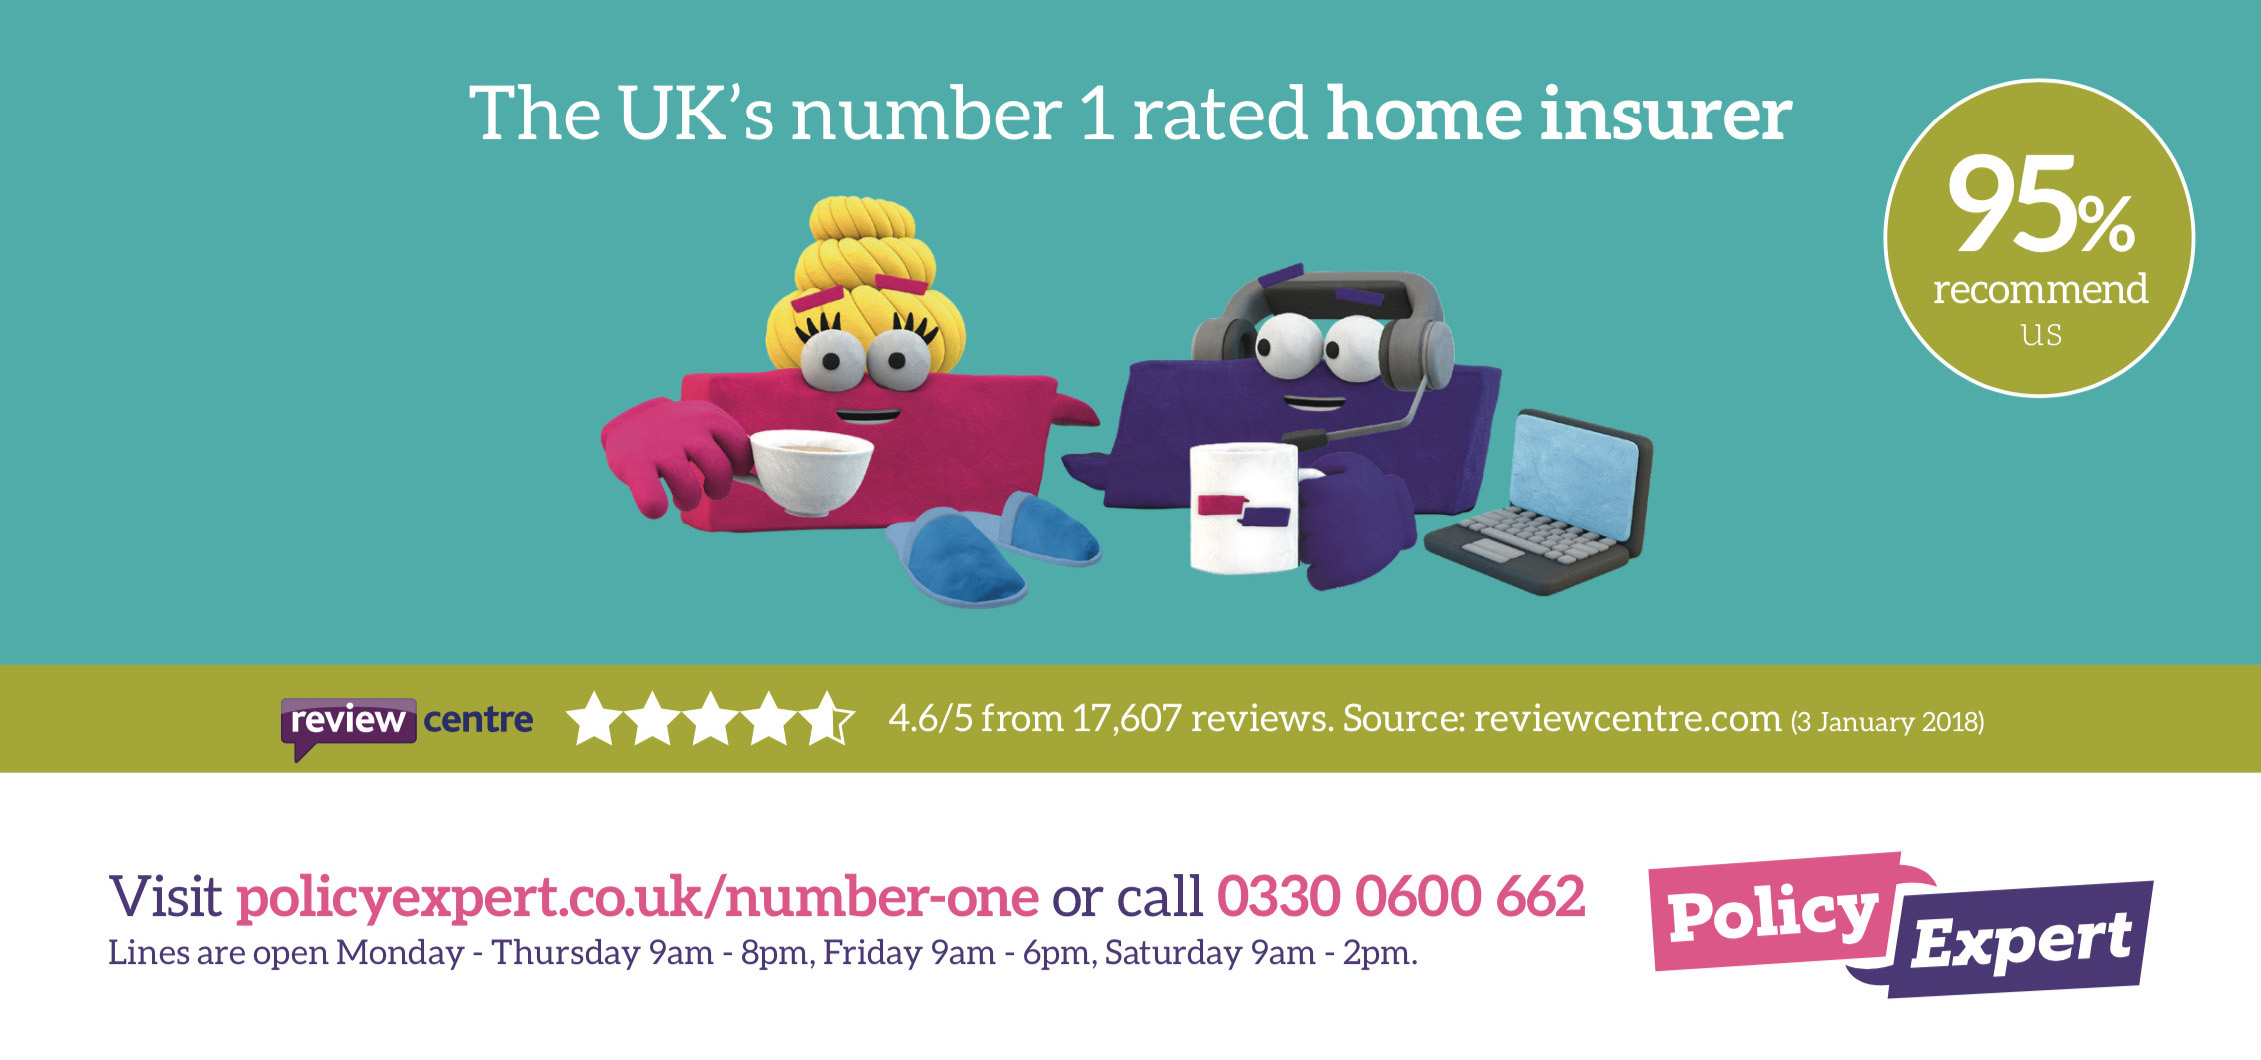 The UK’s number 1 rated home insurer
95%
recommend
us
review centre
4.6/5 from 17,607 reviews. Source: reviewcentre.com (3 January 2018)
Visit policyexpert.co.uk/number-one or call 0330 0600 662
Lines are open Monday - Thursday 9am - 8pm, Friday 9am - 6pm, Saturday 9am - 2pm.
Policy
Expert